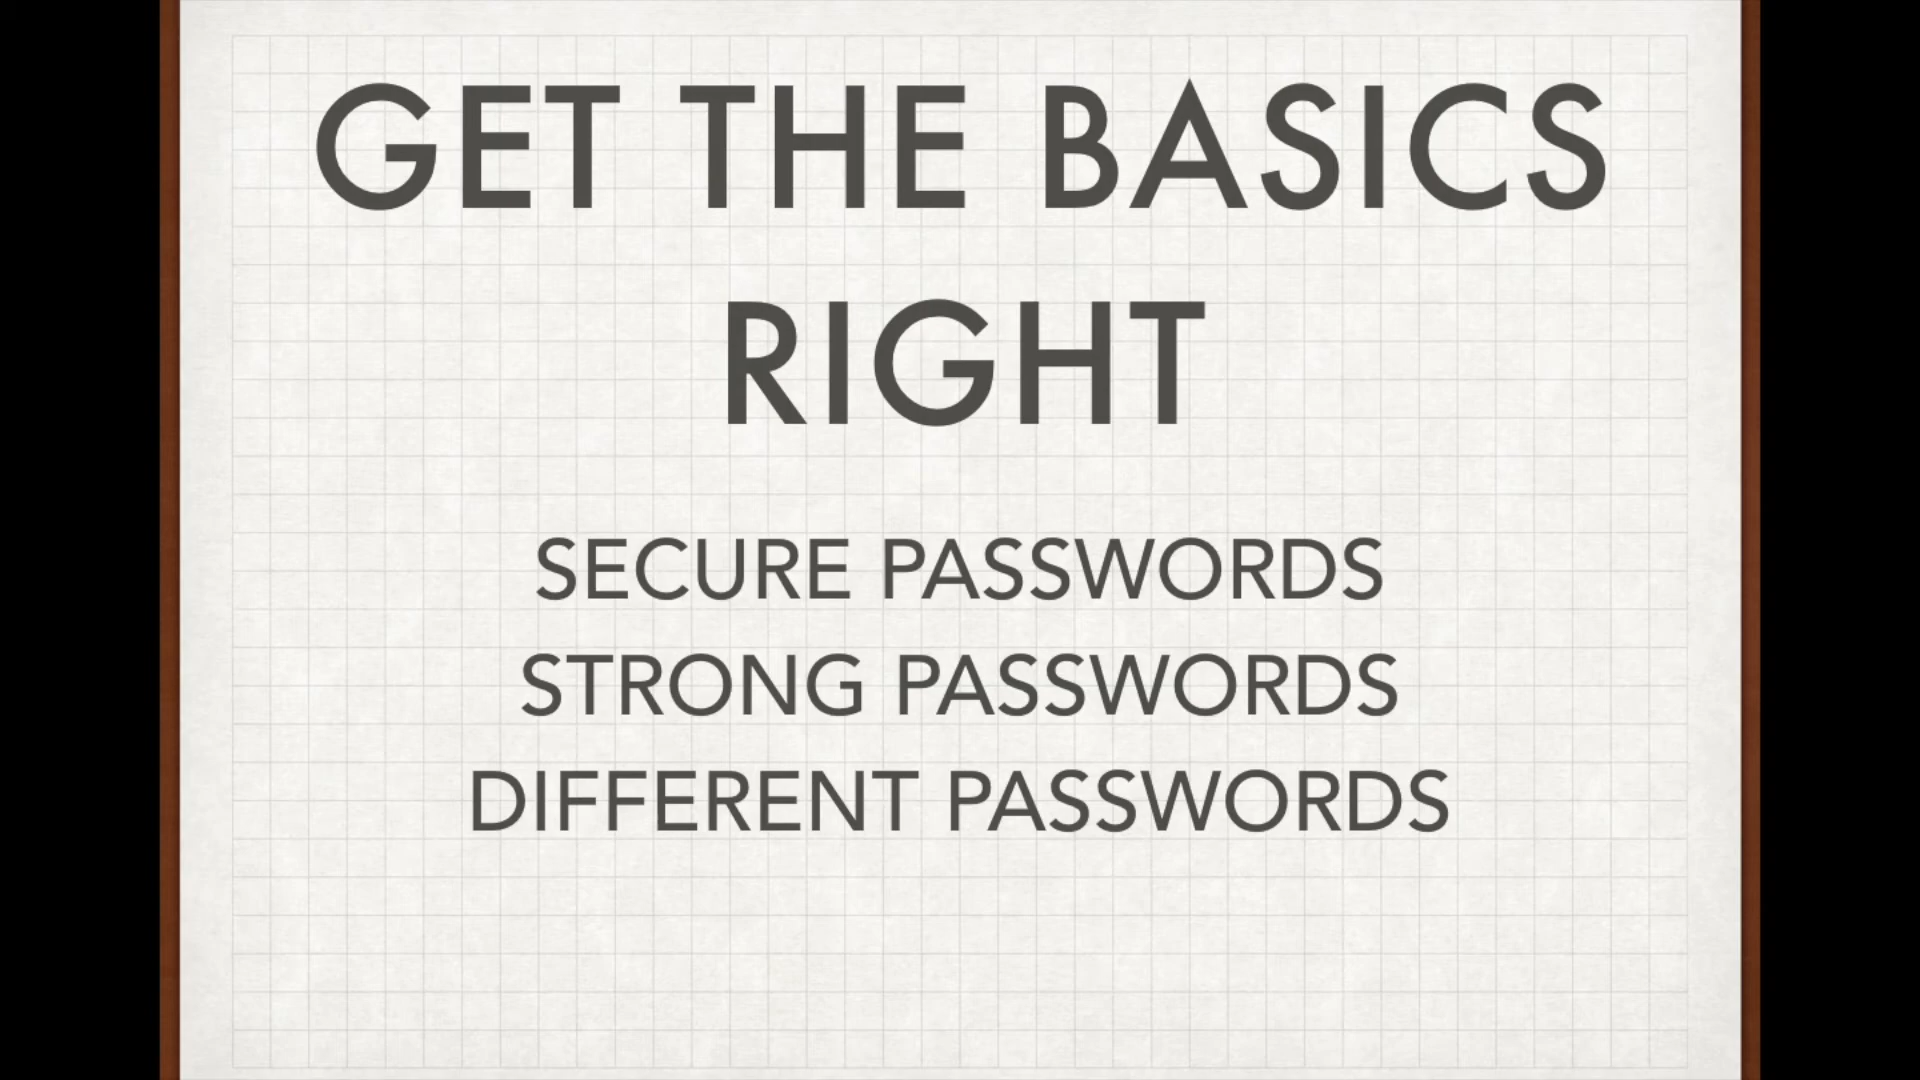 GET THE BASICS
RIGHT
SECURE PASSWORDS
STRONG PASSWORDS
DIFFERENT PASSWORDS